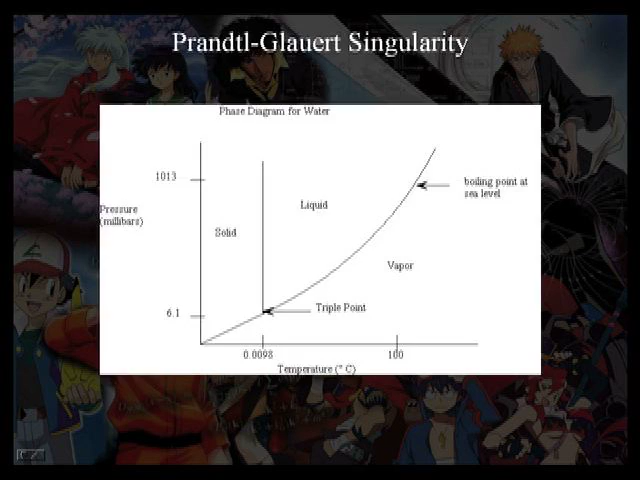 Prandtl-Glauert Singularity
Phase Diagram for Water
1013
boiling point at
sea level
Pressure
(millibars)
Liquid
Solid
Vapor
Triple Point
6.1
0.0098
100
Temperature (° C)